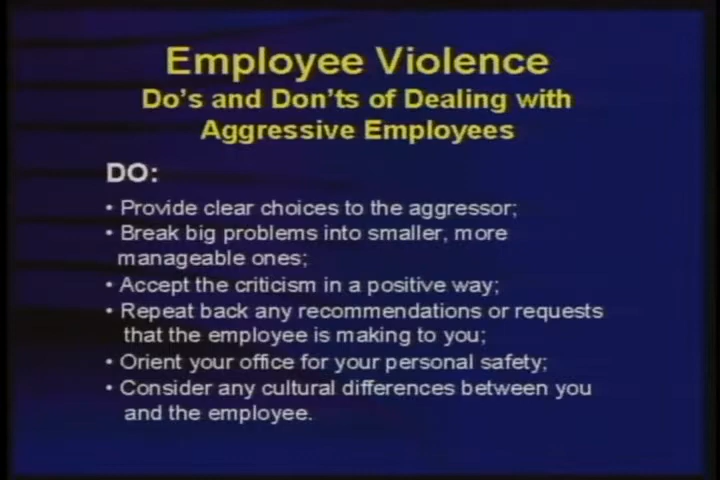 Employee Violence
Do's and Don'ts of Dealing with
Aggressive Employees
DO:
• Provide clear choices to the aggressor;
• Break big problems into smaller, more
manageable ones;
• Accept the criticism in a positive way;
• Repeat back any recommendations or requests
that the employee is making to you;
• Orient your office for your personal safety;
• Consider any cultural differences between you
and the employee.